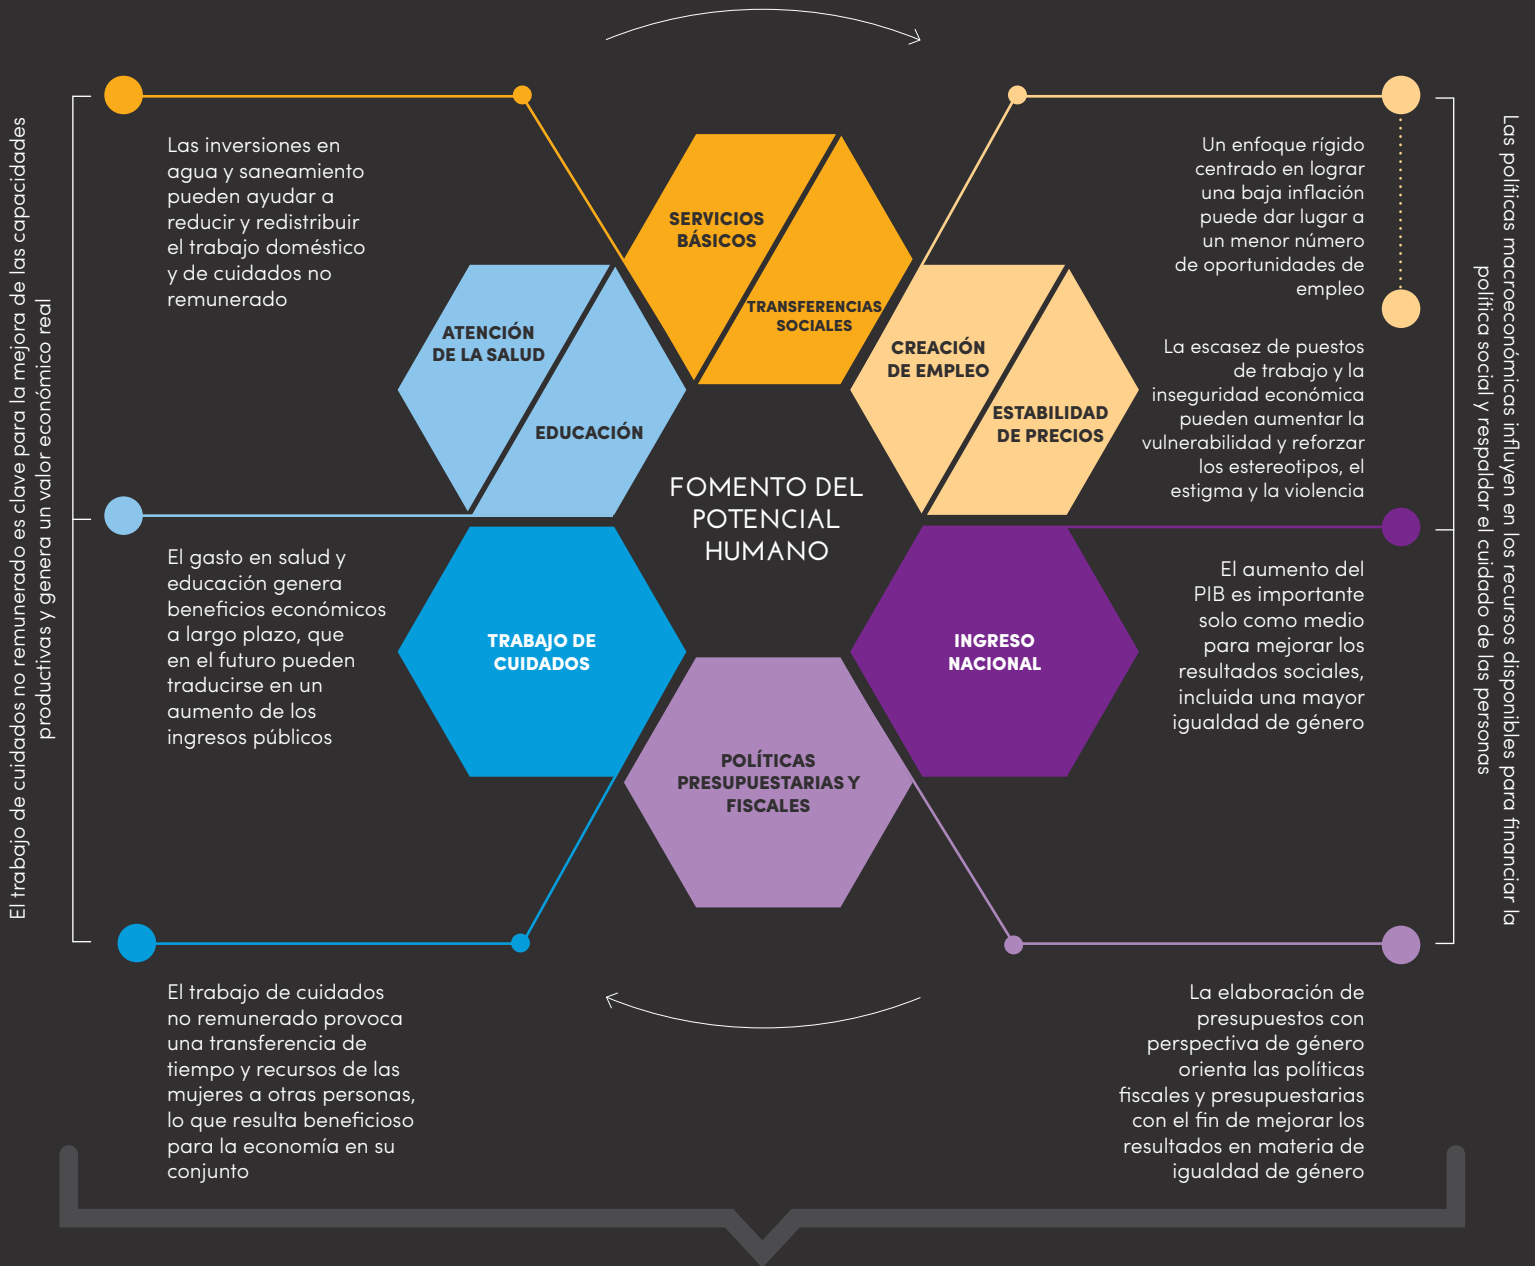 El trabajo de cuidados no remunerado es clave para la mejora de las capacidades
productivas y genera un valor económico real
Las inversiones en
agua y saneamiento
pueden ayudar a
reducir y redistribuir
el trabajo doméstico
y de cuidados no
remunerado
El gasto en salud y
educación genera
beneficios económicos
a largo plazo, que
en el futuro pueden
traducirse en un
aumento de los
ingresos públicos
El trabajo de cuidados
no remunerado provoca
una transferencia de
tiempo y recursos de las
mujeres a otras personas,
lo que resulta beneficioso
para la economía en su
conjunto
SERVICIOS
BÁSICOS
TRANSFERENCIAS
SOCIALES
ATENCIÓN
DE LA SALUD
EDUCACIÓN
CREACIÓN
DE EMPLEO
ESTABILIDAD
DE PRECIOS
FOMENTO DEL
POTENCIAL
HUMANO
TRABAJO DE
CUIDADOS
INGRESO
NACIONAL
POLÍTICAS
PRESUPUESTARIAS Y
FISCALES
Un enfoque rígido
centrado en lograr
una baja inflación
puede dar lugar a
un menor número
de oportunidades de
empleo
La escasez de puestos
de trabajo y la
inseguridad económica
pueden aumentar la
vulnerabilidad y reforzar
los estereotipos, el
estigma y la violencia
El aumento del
PIB es importante
solo como medio
para mejorar los
resultados sociales,
incluida una mayor
igualdad de género
La elaboración de
presupuestos con
perspectiva de género
orienta las políticas
fiscales y presupuestarias
con el fin de mejorar los
resultados en materia de
igualdad de género
Las políticas macroeconómicas influyen en los recursos disponibles para financiar la
política social y respaldar el cuidado de las personas